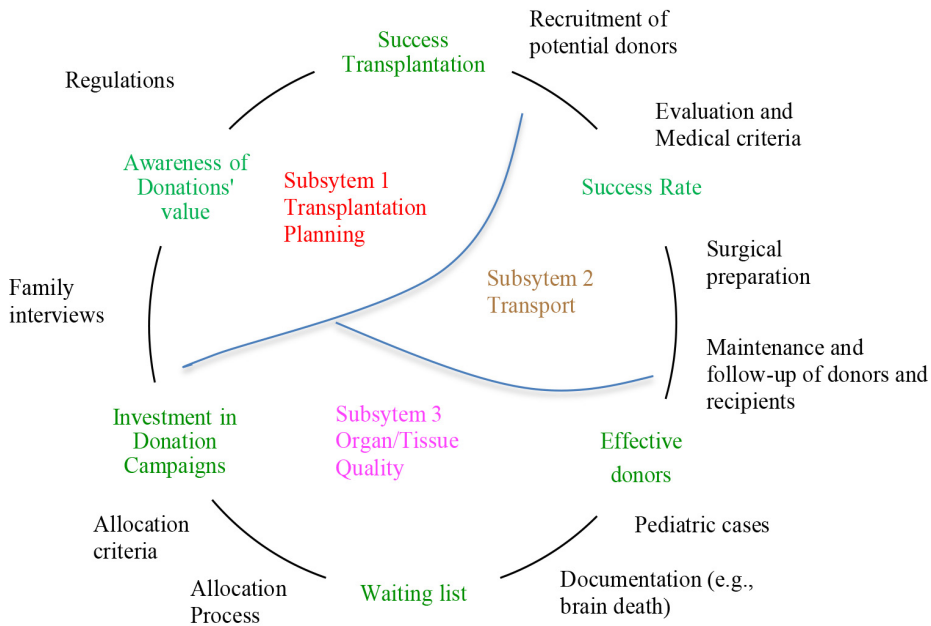 Recruitment of
potential donors
Success
Transplantation
Regulations
Evaluation and
Medical criteria
Awareness of
Donations'
value
Subsytem 1
Transplantation
Planning
Success Rate
Surgical
preparation
Subsytem 2
Transport
Family
interviews
Maintenance and
follow-up of donors and
recipients
Investment in
Donation
Campaigns
Subsytem 3
Organ/Tissue
Quality
Effective
donors
Allocation
criteria
Pediatric cases
Allocation
Process
Waiting list
Documentation (e.g.,
brain death)